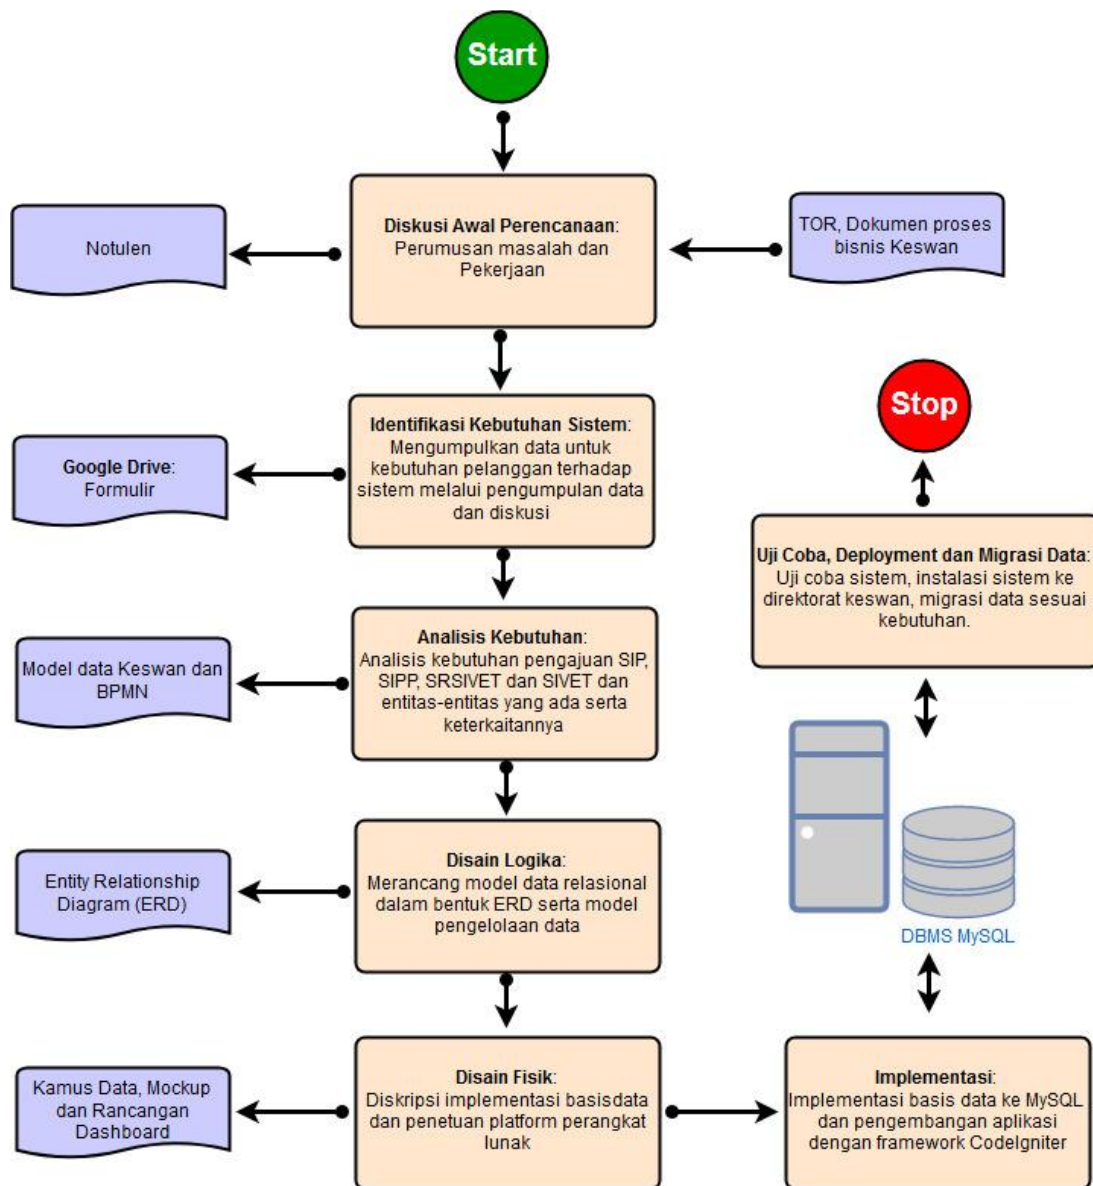 Start
Diskusi Awal Perencanaan:
Perumusan masalah dan
Pekerjaan
Notulen
TOR, Dokumen proses
bisnis Keswan
Identifikasi Kebutuhan Sistem:
Mengumpulkan data untuk
kebutuhan pelanggan terhadap
sistem melalui pengumpulan data
dan diskusi
Google Drive:
Formulir
Analisis Kebutuhan:
Analisis kebutuhan pengajuan SIP,
SIPP, SRSIVET dan SIVET dan
entitas-entitas yang ada serta
keterkaitannya
Model data Keswan dan
BPMN
Disain Logika:
Merancang model data relasional
dalam bentuk ERD serta model
pengelolaan data
Entity Relationship
Diagram (ERD)
Disain Fisik:
Diskripsi implementasi basisdata
dan penetuan platform perangkat
lunak
Kamus Data, Mockup
dan Rancangan
Dashboard
Implementasi:
Implementasi basis data ke MySQL
dan pengembangan aplikasi
dengan framework CodeIgniter
DBMS MySQL
Uji Coba, Deployment dan Migrasi Data:
Uji coba sistem, instalasi sistem ke
direktorat keswan, migrasi data sesuai
kebutuhan.
Stop